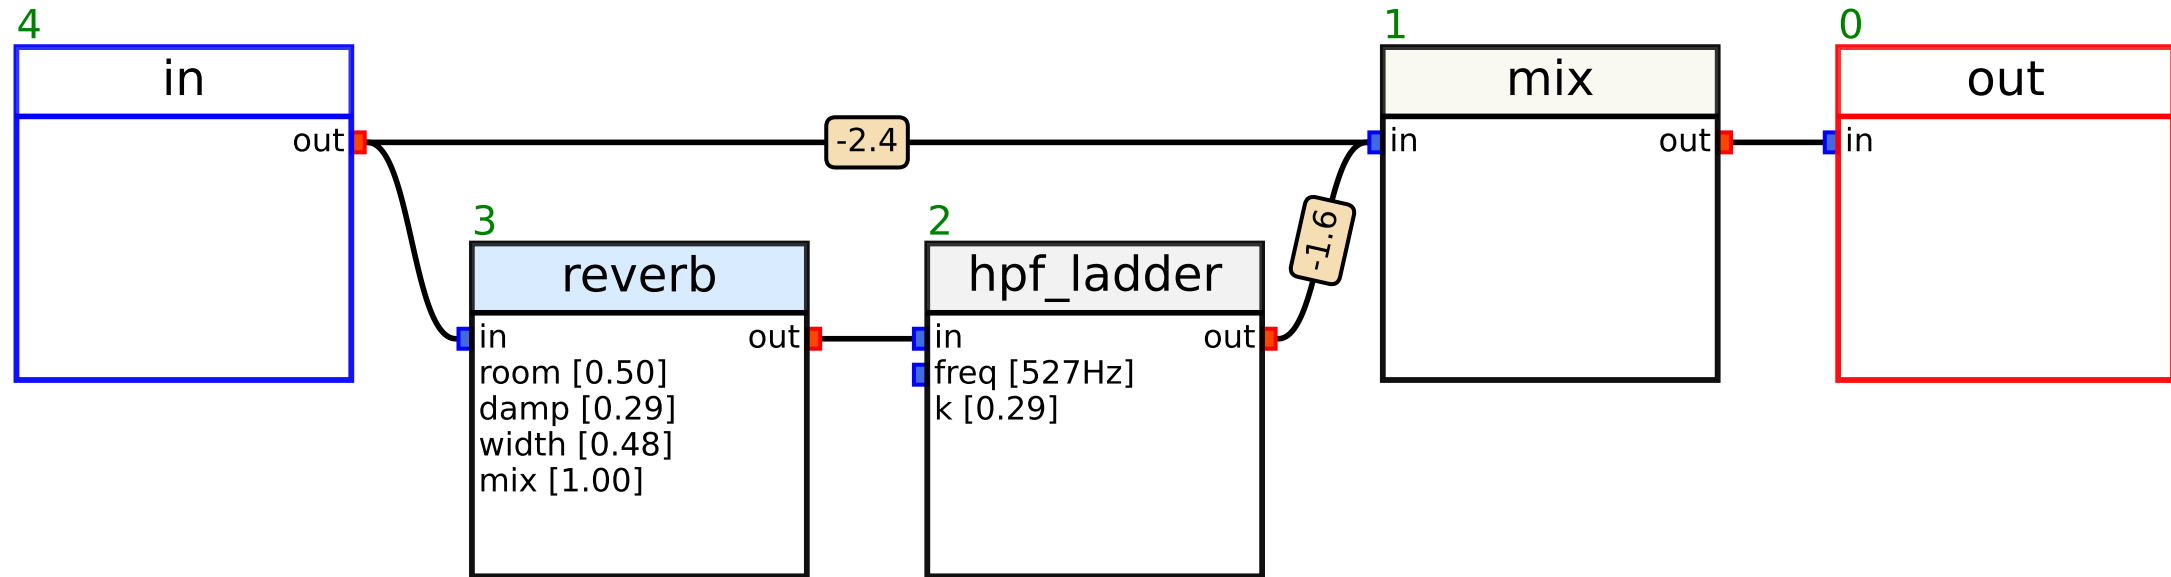 4
in
out
-2.4
3
reverb
in
out
room [0.50]
damp [0.29]
width [0.48]
mix [1.00]
2
hpf_ladder
in
out
freq [527Hz]
k [0.29]
-1.6
1
mix
in
out
0
out
in